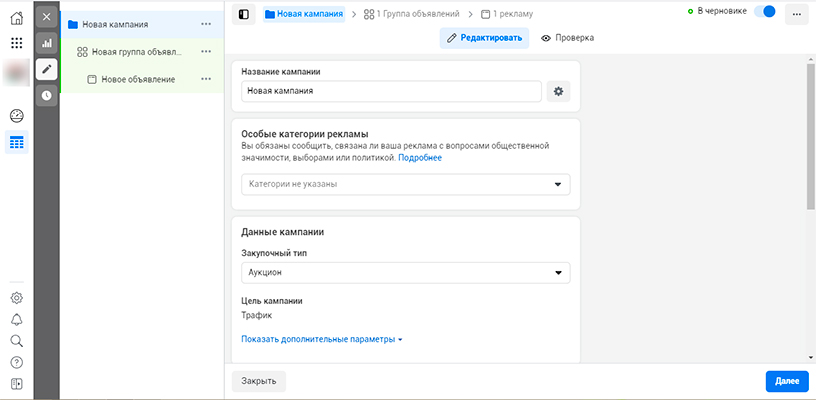 Новая кампания
Новая группа объявл...
Новое объявление
Новая кампания
1 Группа объявлений
1 рекламу
В черновике
Редактировать
Проверка
Название кампании
Новая кампания
Особые категории рекламы
Вы обязаны сообщить, связана ли ваша реклама с вопросами общественной
значимости, выборами или политикой. Подробнее
Категории не указаны
Данные кампании
Закупочный тип
Аукцион
Цель кампании
Трафик
Показать дополнительные параметры
Закрыть
Далее